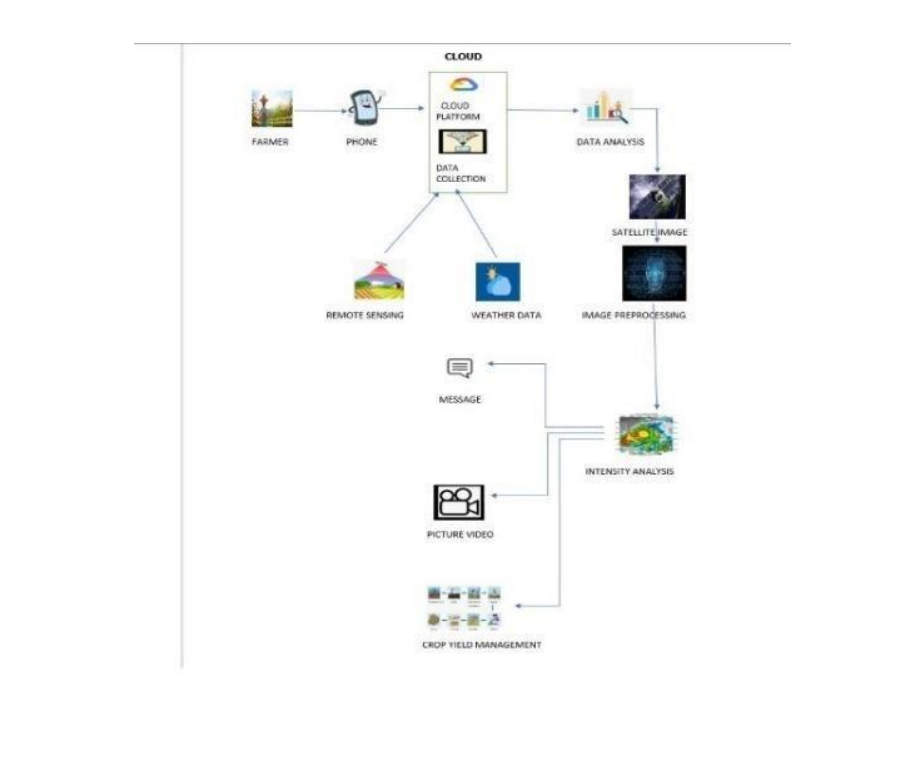 CLOUD
CLOUD
PLATFORM
FARMER
PHONE
DATA ANALYSIS
DATA
COLLECTION
SATELLITE IMAGE
REMOTE SENSING
WEATHER DATA
IMAGE PREPROCESSING
MESSAGE
INTENSITY ANALYSIS
PICTURE VIDEO
CROP YIELD MANAGEMENT